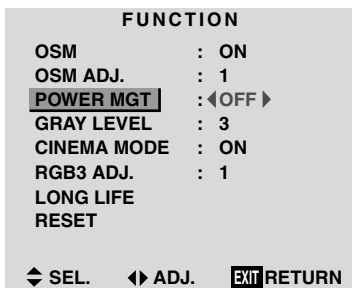 FUNCTION
OSM : ON
OSM ADJ. : 1
POWER MGT : OFF
GRAY LEVEL : 3
CINEMA MODE : ON
RGB3 ADJ. : 1
LONG LIFE
RESET
SEL. ADJ. EXIT RETURN